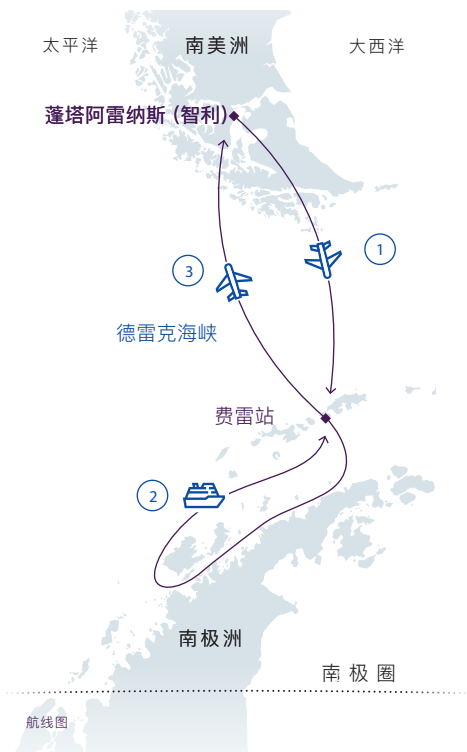 太平洋
南美洲
大西洋
蓬塔阿雷纳斯（智利）
1
3
德雷克海峡
费雷站
2
南极洲
南极圈
航线图